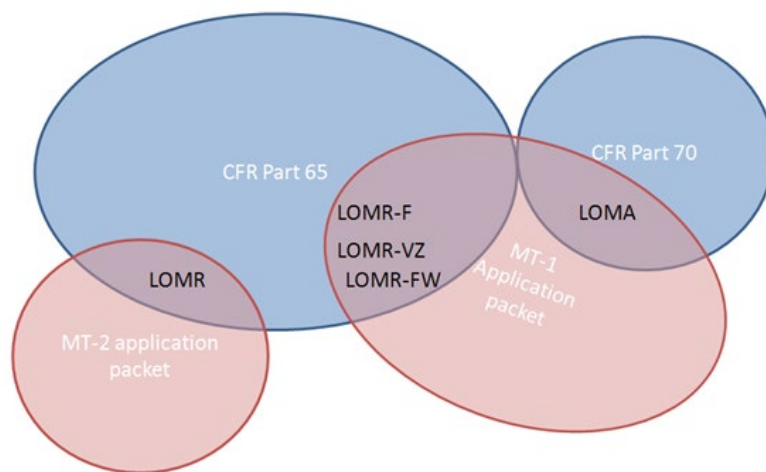 CFR Part 70
CFR Part 65
LOMR-F
LOMA
LOMR-VZ
LOMR-FW
MT-1
Application
packet
LOMR
MT-2 application
packet